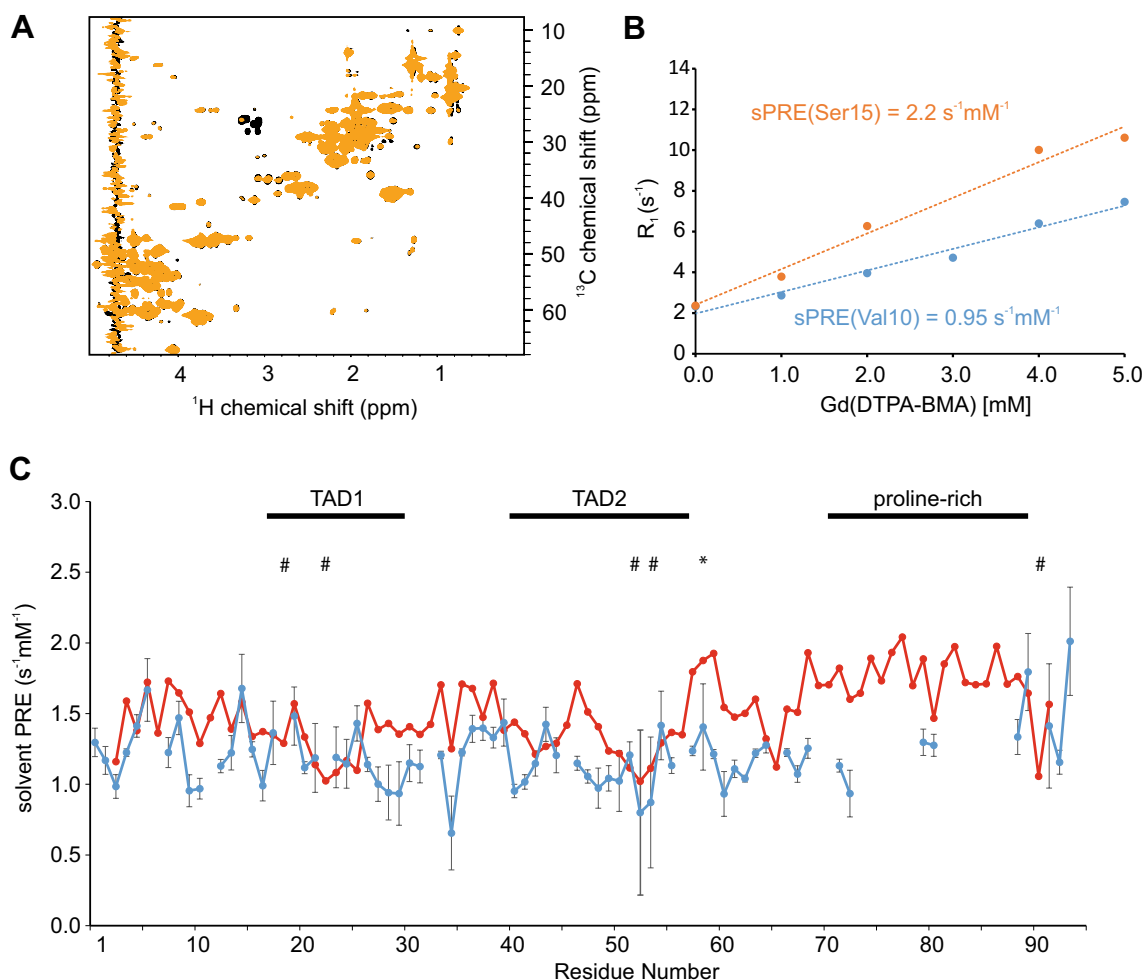 A
10
20
30
40
50
60
¹³C chemical shift (ppm)
4 3 2 1
¹H chemical shift (ppm)
B
14
12
10
8
6
4
2
0
R₁ (s⁻¹)
sPRE(Ser15) = 2.2 s⁻¹mM⁻¹
sPRE(Val10) = 0.95 s⁻¹mM⁻¹
0.0 1.0 2.0 3.0 4.0 5.0
Gd(DTPA-BMA) [mM]
C
3.0
2.5
2.0
1.5
1.0
0.5
0.0
solvent PRE (s⁻¹mM⁻¹)
TAD1 TAD2 proline-rich
# # # # * #
1 10 20 30 40 50 60 70 80 90
Residue Number